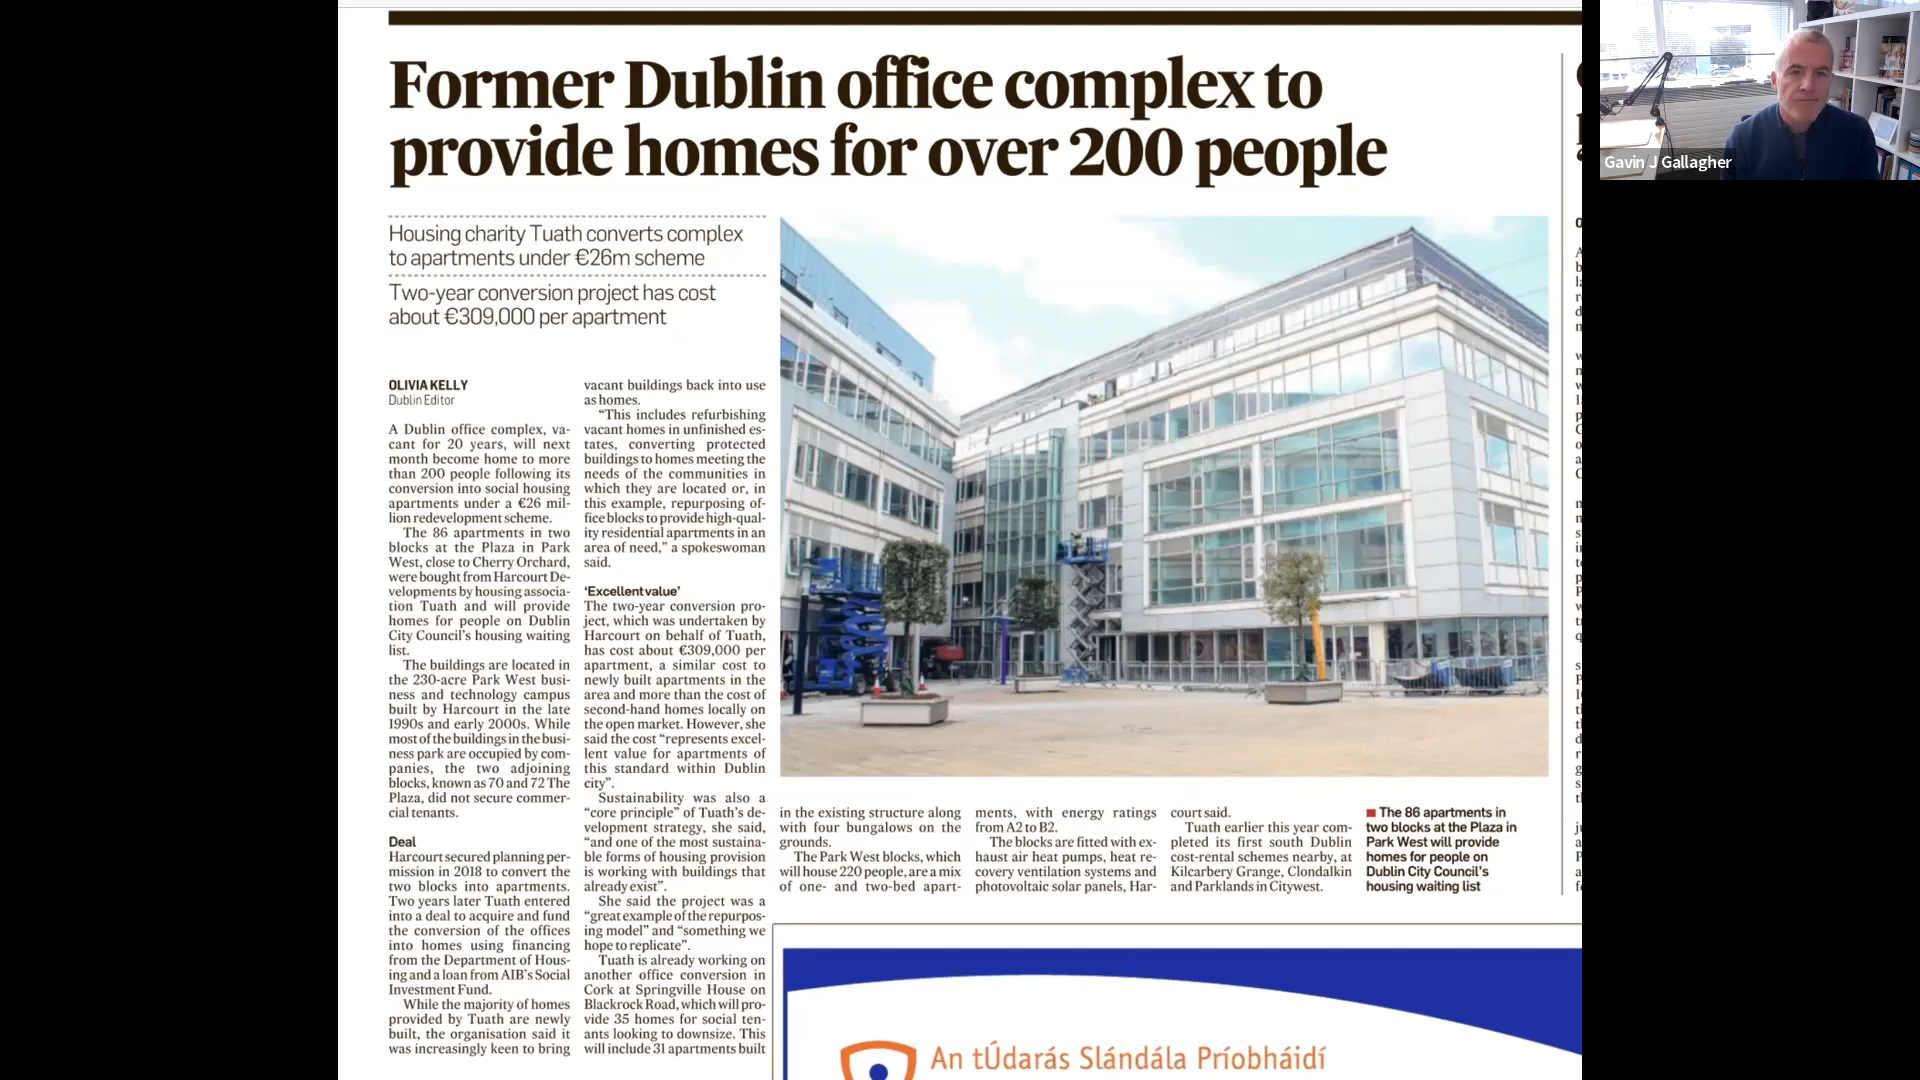 Former Dublin office complex to
provide homes for over 200 people
Housing charity Tuath converts complex
to apartments under €26m scheme
Two-year conversion project has cost
about €309,000 per apartment
OLIVIA KELLY
Dublin Editor
A Dublin office complex, va-
cant for 20 years, will next
month become home to more
than 200 people following its
conversion into social housing
apartments under a €26 mil-
lion redevelopment scheme.
The 86 apartments in two
blocks at the Plaza in Park
West, close to Cherry Orchard,
were bought from Harcourt De-
velopments by housing associa-
tion Tuath and will provide
homes for people on Dublin
City Council's housing waiting
list.
The buildings are located in
the 230-acre Park West busi-
ness and technology campus
built by Harcourt in the late
1990s and early 2000s. While
most of the buildings in the busi-
ness park are occupied by com-
panies, the two adjoining
blocks, known as 70 and 72 The
Plaza, did not secure commer-
cial tenants.
Deal
Harcourt secured planning per-
mission in 2018 to convert the
two blocks into apartments.
Two years later Tuath entered
into a deal to acquire and fund
the conversion of the offices
into homes using financing
from the Department of Hous-
ing and a loan from AIB's Social
Investment Fund.
While the majority of homes
provided by Tuath are newly
built, the organisation said it
was increasingly keen to bring
vacant buildings back into use
as homes.
"This includes refurbishing
vacant homes in unfinished es-
tates, converting protected
buildings to homes meeting the
needs of the communities in
which they are located or, in
this example, repurposing of-
fice blocks to provide high-qual-
ity residential apartments in an
area of need," a spokeswoman
said.
'Excellent value'
The two-year conversion pro-
ject, which was undertaken by
Harcourt on behalf of Tuath,
has cost about €309,000 per
apartment, a similar cost to
newly built apartments in the
area and more than the cost of
second-hand homes locally on
the open market. However, she
said the cost "represents excel-
lent value for apartments of
this standard within Dublin
city".
Sustainability was also a
"core principle" of Tuath's de-
velopment strategy, she said,
"and one of the most sustaina-
ble forms of housing provision
is working with buildings that
already exist".
She said the project was a
"great example of the repurpos-
ing model" and "something we
hope to replicate".
Tuath is already working on
another office conversion in
Cork at Springville House on
Blackrock Road, which will pro-
vide 35 homes for social ten-
ants looking to downsize. This
will include 31 apartments built
in the existing structure along
with four bungalows on the
grounds.
The Park West blocks, which
will house 220 people, are a mix
of one- and two-bed apart-
ments, with energy ratings
from A2 to B2.
The blocks are fitted with ex-
haust air heat pumps, heat re-
covery ventilation systems and
photovoltaic solar panels, Har-
court said.
Tuath earlier this year com-
pleted its first south Dublin
cost-rental schemes nearby, at
Kilcarbery Grange, Clondalkin
and Parklands in Citywest.
The 86 apartments in
two blocks at the Plaza in
Park West will provide
homes for people on
Dublin City Council's
housing waiting list
An tÚdarás Slándála Príobháidí
Gavin J Gallagher